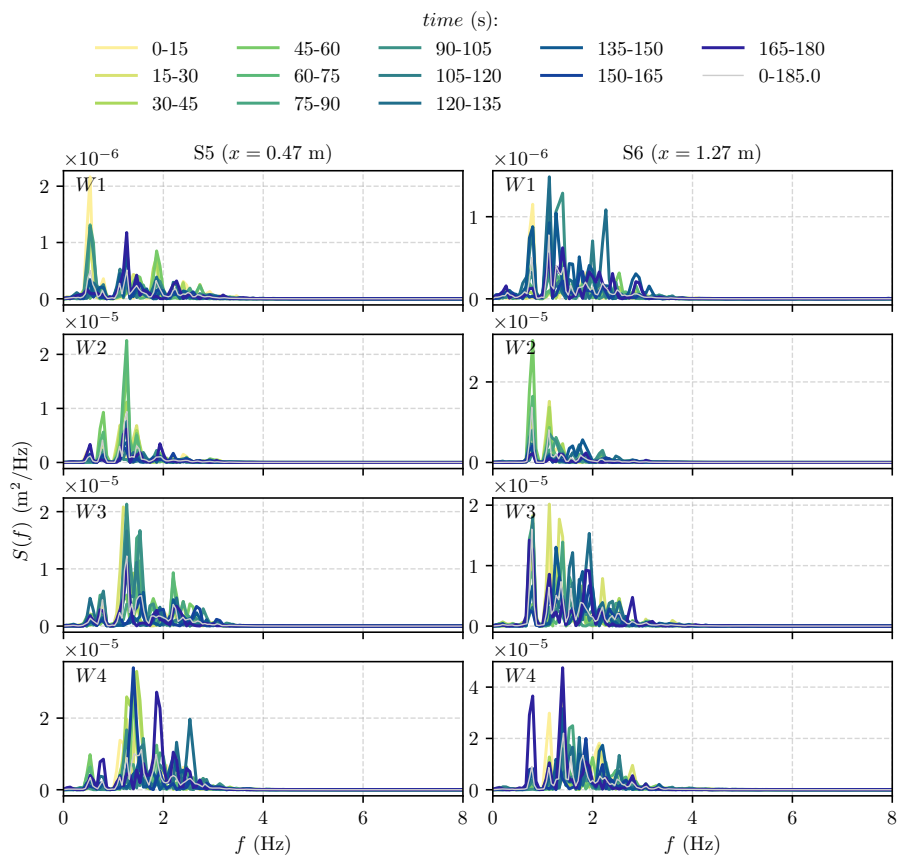 time (s):
0-15 45-60 90-105 135-150 165-180
15-30 60-75 105-120 150-165 0-185.0
30-45 75-90 120-135
×10⁻⁶ S5 (x = 0.47 m) ×10⁻⁶ S6 (x = 1.27 m)
W1 W1
2
1
0
1
0
×10⁻⁵ ×10⁻⁵
W2 W2
2
1
0
2
0
×10⁻⁵ ×10⁻⁵
W3 W3
2
1
0
2
1
0
×10⁻⁵ ×10⁻⁵
W4 W4
2
0
4
2
0
S(f) (m²/Hz)
0 2 4 6 8 0 2 4 6 8
f (Hz) f (Hz)